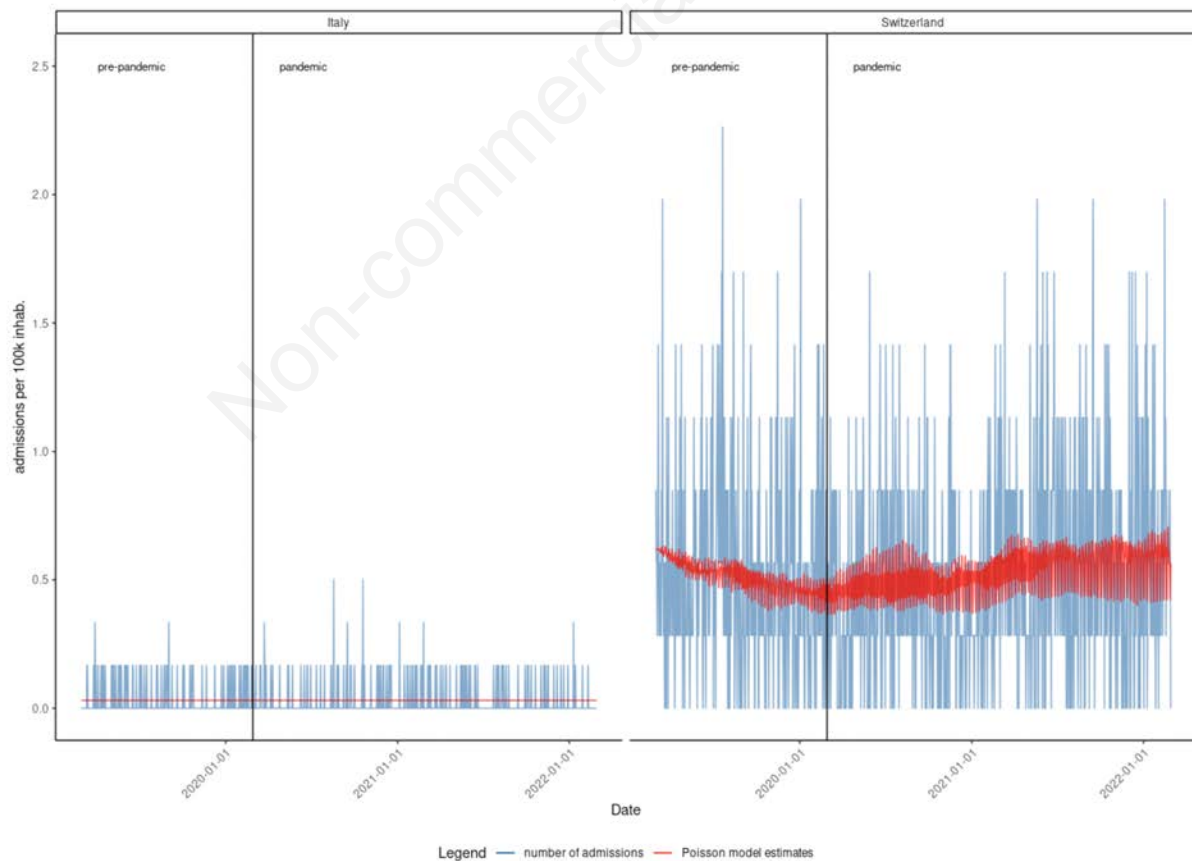 Italy
Switzerland
pre-pandemic
pandemic
pre-pandemic
pandemic
2.5
2.0
1.5
1.0
0.5
0.0
admissions per 100k inhab.
2020-01-01
2021-01-01
2022-01-01
2020-01-01
2021-01-01
2022-01-01
Date
Legend
number of admissions
Poisson model estimates
Non-commercia